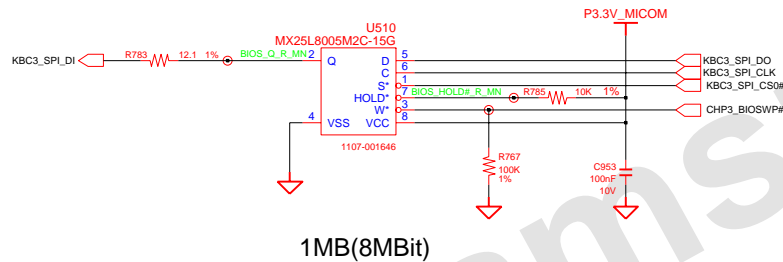 P3.3V_MICOM
U510
MX25L8005M2C-15G
KBC3_SPI_DI
R783
12.1
1%
BIOS_Q_R_MN
2
Q
D
5
KBC3_SPI_DO
C
6
KBC3_SPI_CLK
S*
1
KBC3_SPI_CS0#
HOLD*
7
BIOS_HOLD#_R_MN
R785
10K
1%
W*
3
CHP3_BIOSWP#
4
VSS
VCC
8
1107-001646
R767
100K
1%
C953
100nF
10V
1MB(8MBit)